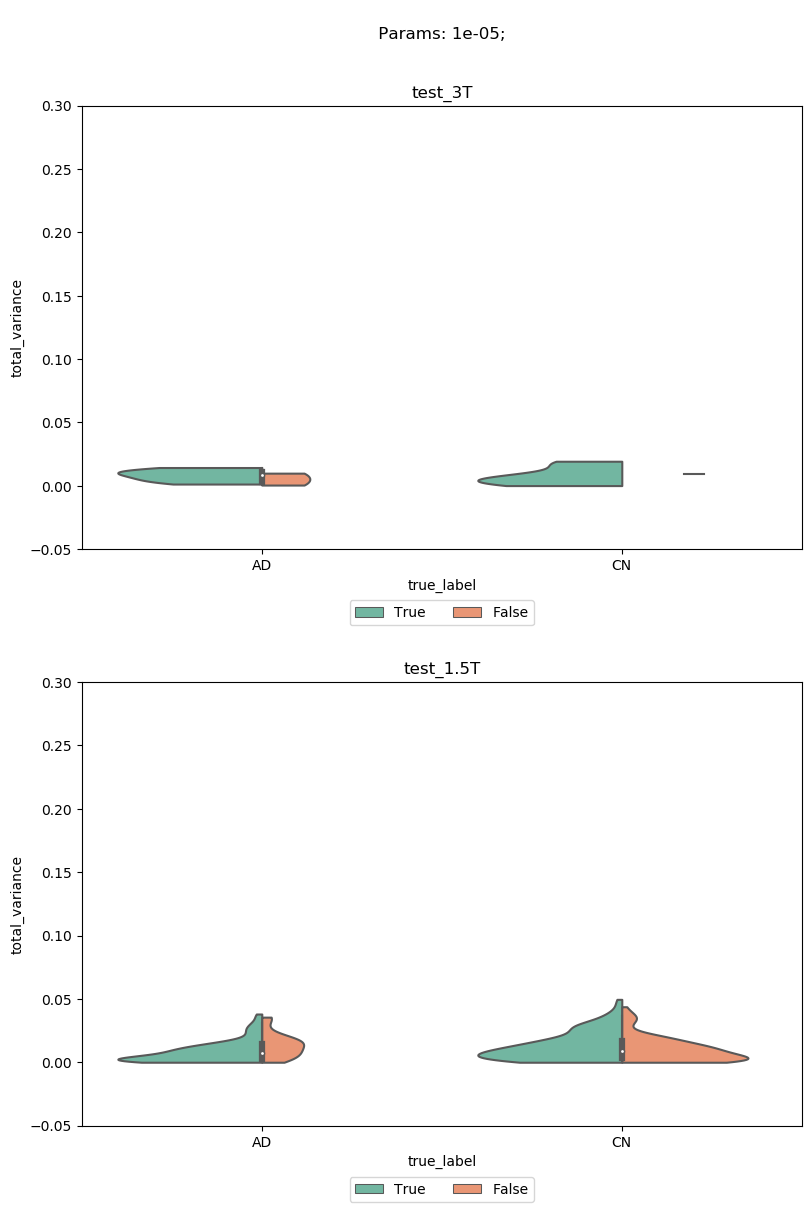 Params: 1e-05;
test_3T
0.30
0.25
0.20
0.15
0.10
0.05
0.00
−0.05
total_variance
AD CN
true_label
True False
test_1.5T
0.30
0.25
0.20
0.15
0.10
0.05
0.00
−0.05
total_variance
AD CN
true_label
True False